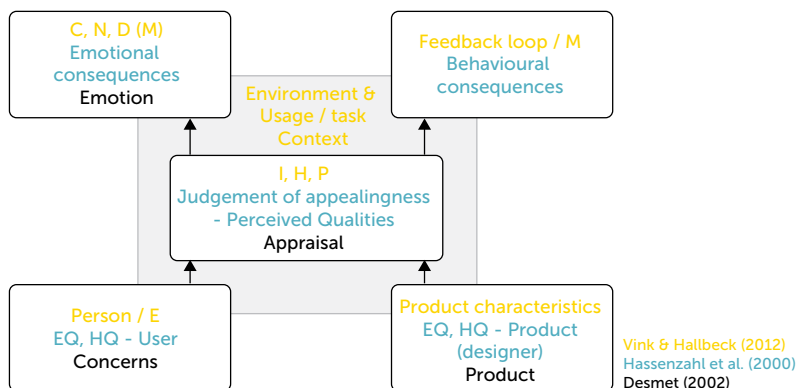 C, N, D (M)
Emotional
consequences
Emotion
Feedback loop / M
Behavioural
consequences
Environment &
Usage / task
Context
I, H, P
Judgement of appealingness
- Perceived Qualities
Appraisal
Person / E
EQ, HQ - User
Concerns
Product characteristics
EQ, HQ - Product
(designer)
Product
Vink & Hallbeck (2012)
Hassenzahl et al. (2000)
Desmet (2002)